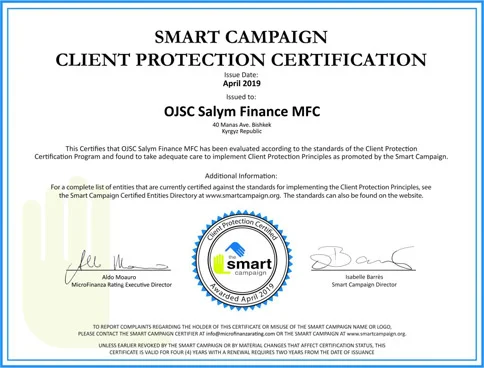 SMART CAMPAIGN
CLIENT PROTECTION CERTIFICATION
Issue Date:
April 2019
Issued to:
OJSC Salym Finance MFC
40 Manas Ave. Bishkek
Kyrgyz Republic
This Certifies that OJSC Salym Finance MFC has been evaluated according to the standards of the Client Protection
Certification Program and found to take adequate care to implement Client Protection Principles as promoted by the Smart Campaign.
Additional Information:
For a complete list of entities that are currently certified against the standards for implementing the Client Protection Principles, see
the Smart Campaign Certified Entities Directory at www.smartcampaign.org. The standards can also be found on the website.
Client Protection Certified
the
smart
campaign
Awarded April 2019
Aldo Moauro
MicroFinanza Rating Executive Director
Isabelle Barrès
Smart Campaign Director
TO REPORT COMPLAINTS REGARDING THE HOLDER OF THIS CERTIFICATE OR MISUSE OF THE SMART CAMPAIGN NAME OR LOGO,
PLEASE CONTACT THE SMART CAMPAIGN CERTIFIER AT info@microfinanzarating.com OR THE SMART CAMPAIGN AT www.smartcampaign.org.
UNLESS EARLIER REVOKED BY THE SMART CAMPAIGN OR BY MATERIAL CHANGES THAT AFFECT CERTIFICATION STATUS, THIS
CERTIFICATE IS VALID FOR FOUR (4) YEARS WITH A RENEWAL REQUIRES TWO YEARS FROM THE DATE OF ISSUANCE